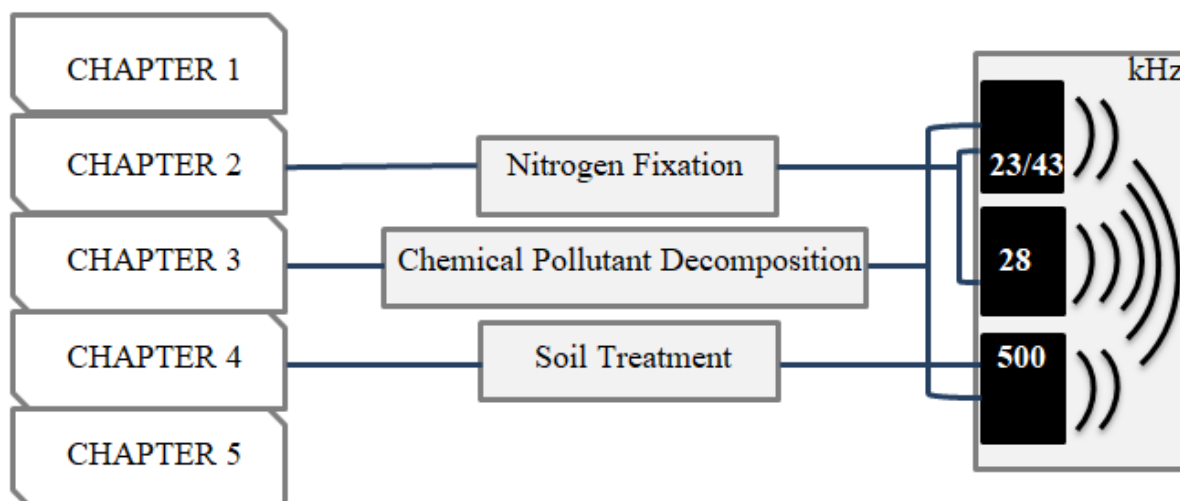 CHAPTER 1
CHAPTER 2
CHAPTER 3
CHAPTER 4
CHAPTER 5
Nitrogen Fixation
Chemical Pollutant Decomposition
Soil Treatment
kHz
23/43
28
500